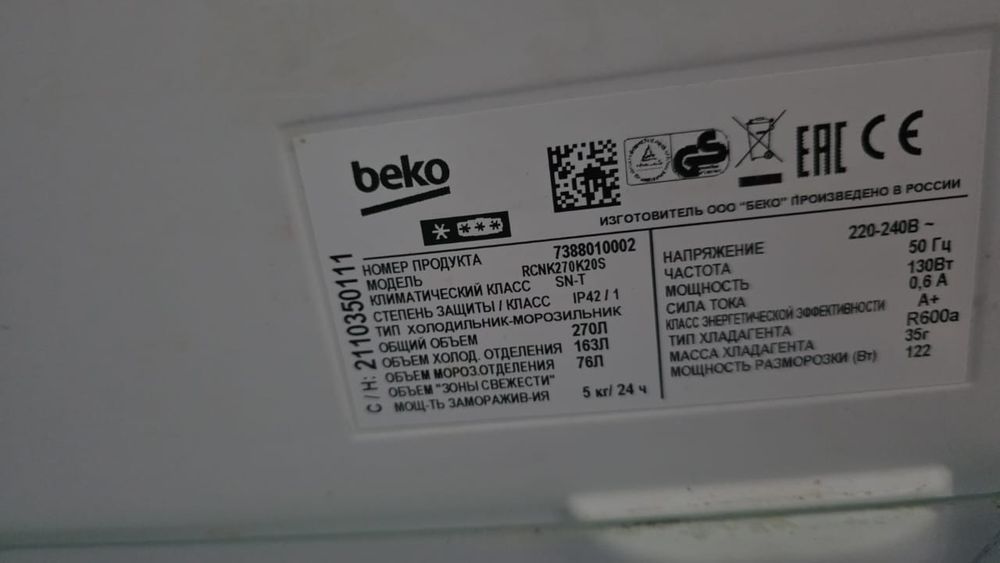 beko
ИЗГОТОВИТЕЛЬ ООО "БЕКО" ПРОИЗВЕДЕНО В РОССИИ
С / Н: 2110350111
НОМЕР ПРОДУКТА 7388010002
МОДЕЛЬ RCNK270K20S
КЛИМАТИЧЕСКИЙ КЛАСС SN-T
СТЕПЕНЬ ЗАЩИТЫ / КЛАСС IP42 / 1
ТИП ХОЛОДИЛЬНИК-МОРОЗИЛЬНИК
ОБЩИЙ ОБЪЕМ 270Л
ОБЪЕМ ХОЛОД. ОТДЕЛЕНИЯ 163Л
ОБЪЕМ МОРОЗ.ОТДЕЛЕНИЯ 76Л
ОБЪЕМ "ЗОНЫ СВЕЖЕСТИ"
МОЩ-ТЬ ЗАМОРАЖИВ-ИЯ 5 кг/ 24 ч
НАПРЯЖЕНИЕ 220-240В ~
ЧАСТОТА 50 Гц
МОЩНОСТЬ 130Вт
СИЛА ТОКА 0,6 А
КЛАСС ЭНЕРГЕТИЧЕСКОЙ ЭФФЕКТИВНОСТИ А+
ТИП ХЛАДАГЕНТА R600a
МАССА ХЛАДАГЕНТА 35г
МОЩНОСТЬ РАЗМОРОЗКИ (Вт) 122